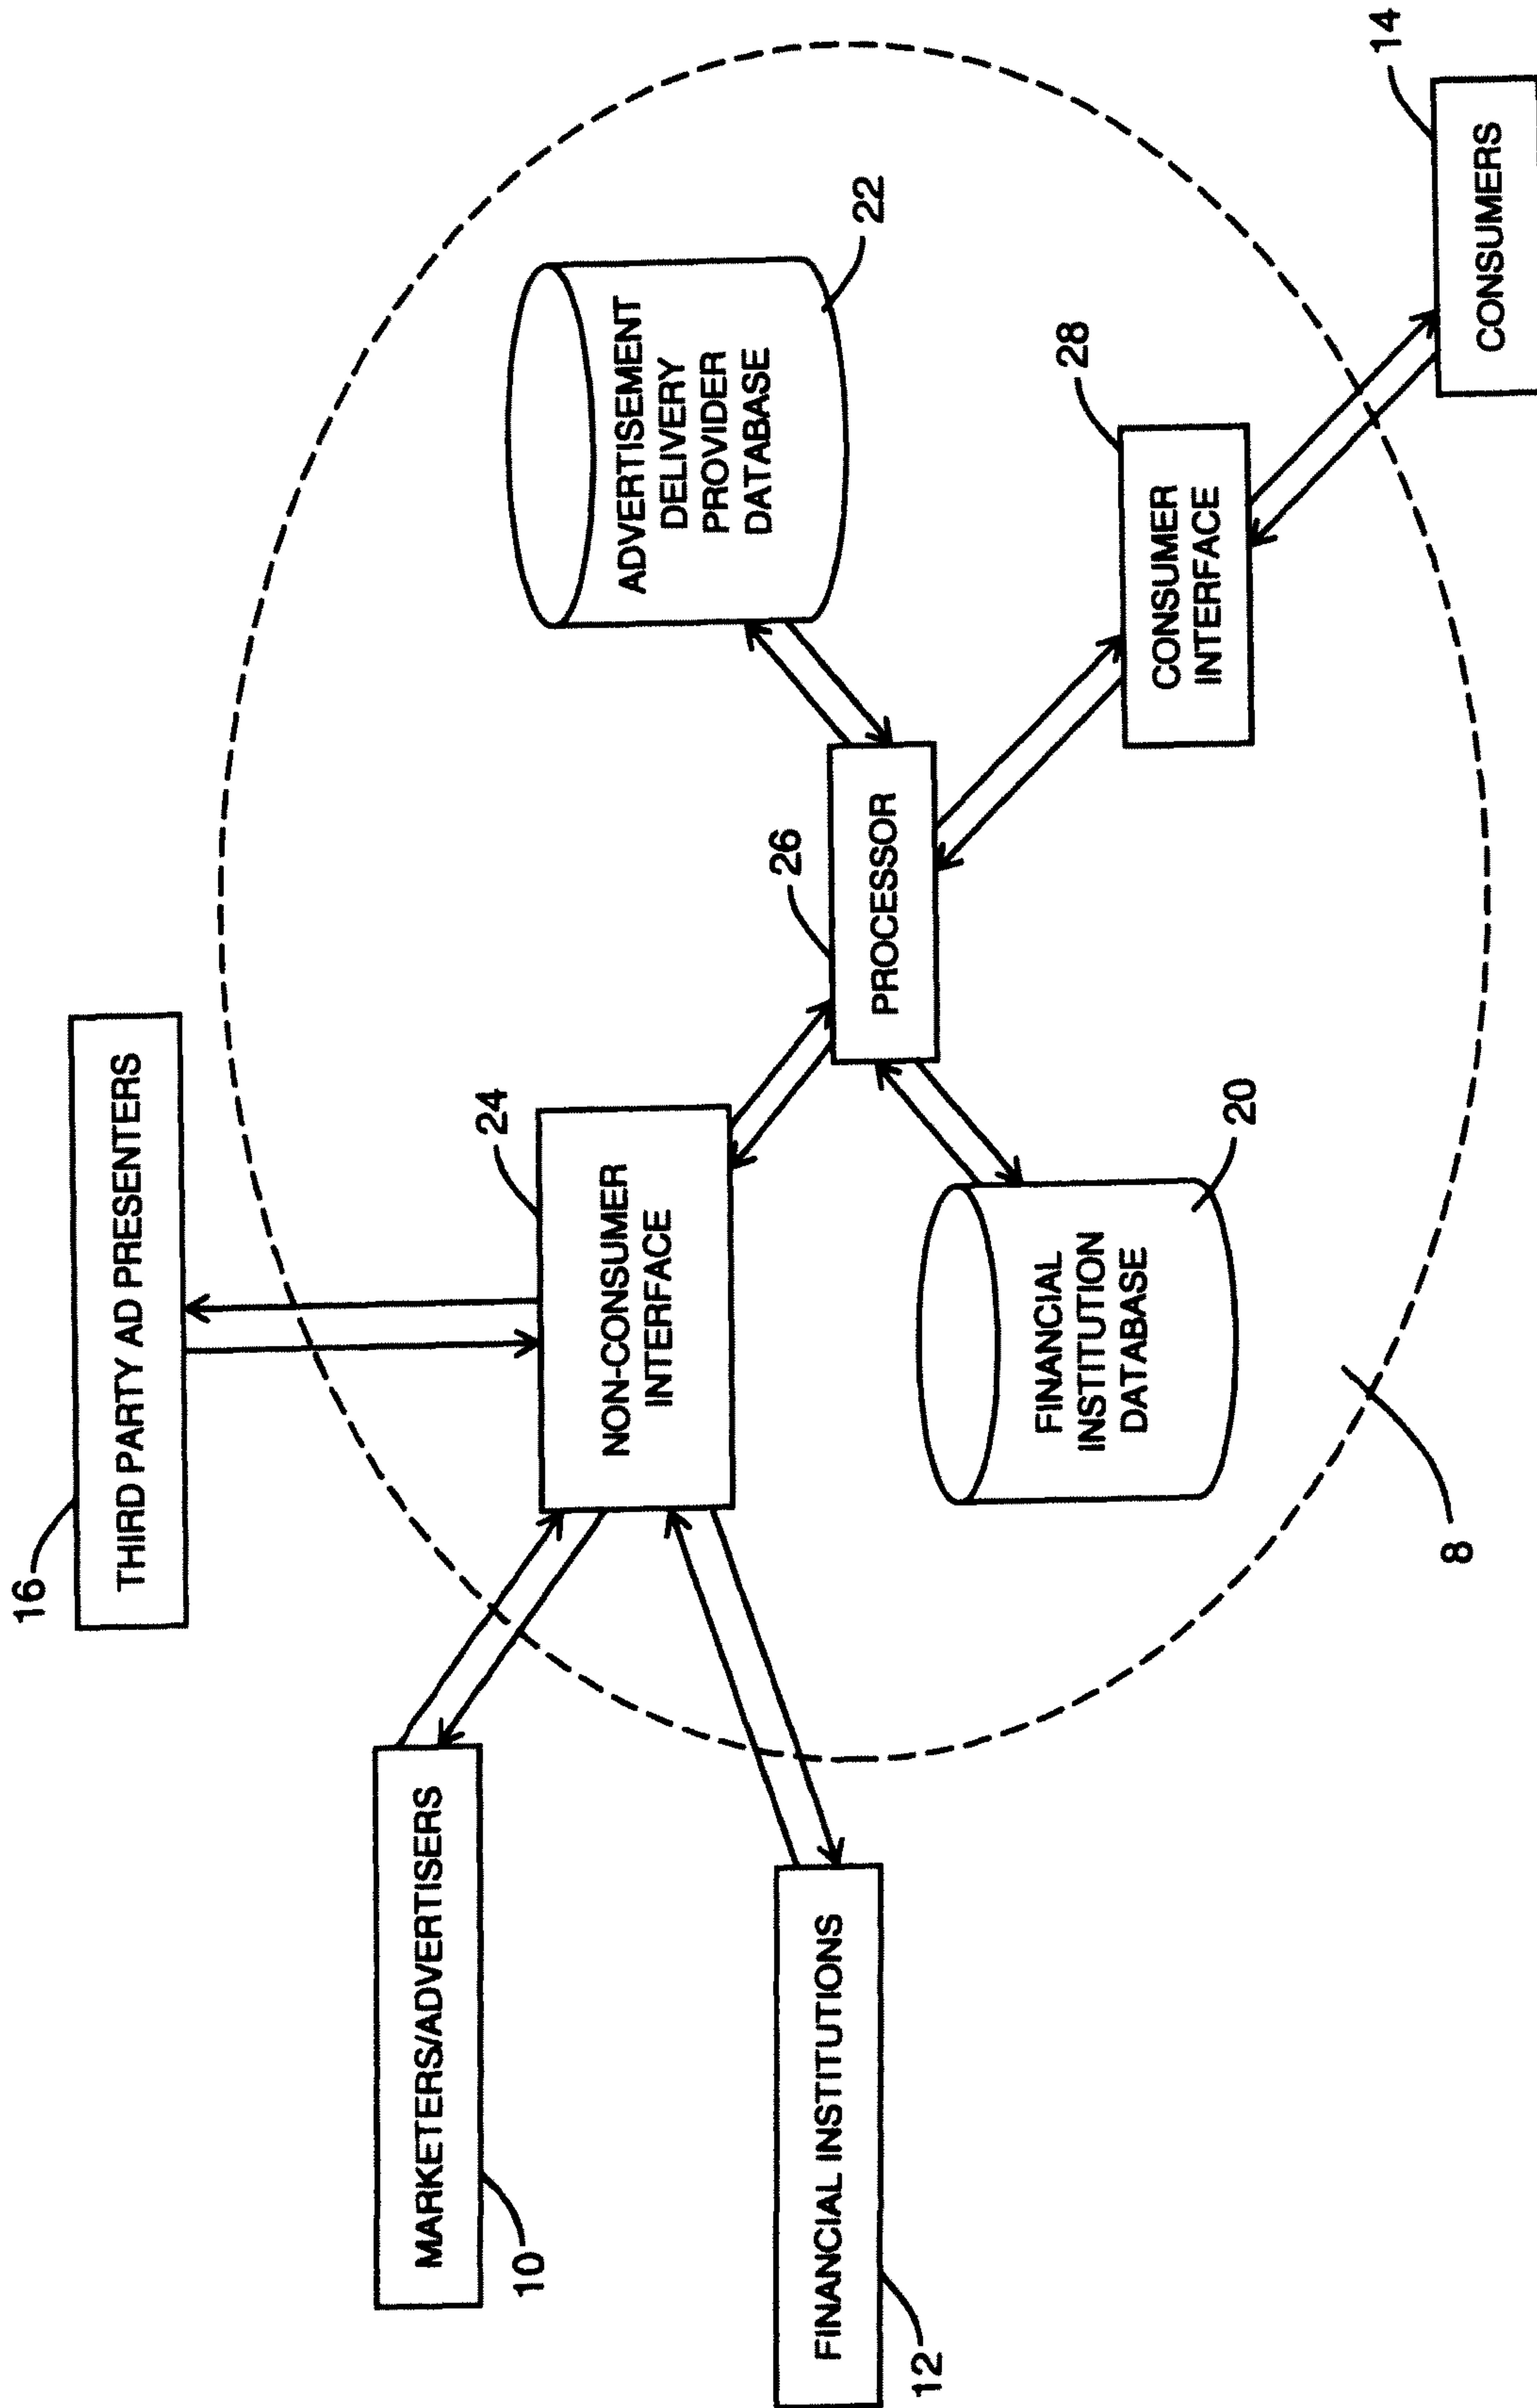 16
THIRD PARTY AD PRESENTERS
10
MARKETERS/ADVERTISERS
24
NON-CONSUMER
INTERFACE
22
ADVERTISEMENT
DELIVERY
PROVIDER
DATABASE
12
FINANCIAL INSTITUTIONS
26
PROCESSOR
20
FINANCIAL
INSTITUTION
DATABASE
28
CONSUMER
INTERFACE
8
14
CONSUMERS